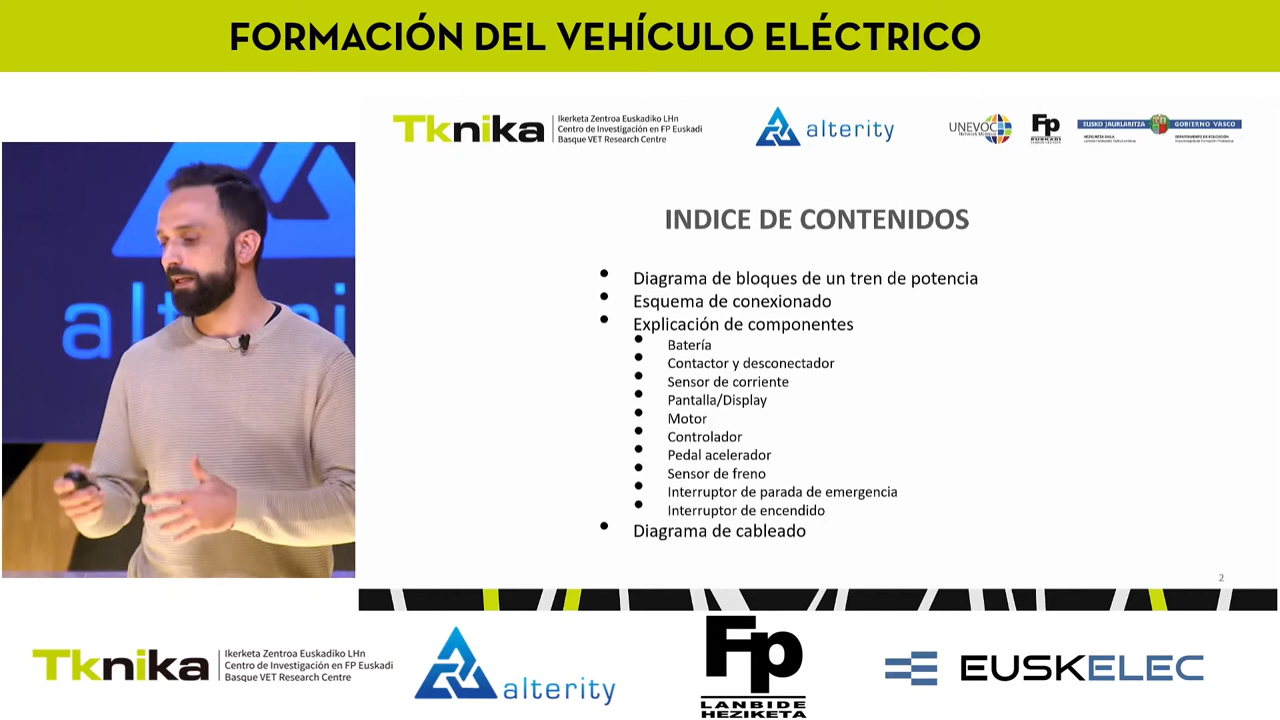 FORMACIÓN DEL VEHÍCULO ELÉCTRICO
Tknika
Ikerketa Zentroa Euskadiko LHn
Centro de Investigación en FP Euskadi
Basque VET Research Centre
alterity
UNEVOC
Network Member
Fp
EUSKADI
EUSKO JAURLARITZA
GOBIERNO VASCO
HEZKUNTZA SAILA
DEPARTAMENTO DE EDUCACIÓN
INDICE DE CONTENIDOS
• Diagrama de bloques de un tren de potencia
• Esquema de conexionado
• Explicación de componentes
• Batería
• Contactor y desconectador
• Sensor de corriente
• Pantalla/Display
• Motor
• Controlador
• Pedal acelerador
• Sensor de freno
• Interruptor de parada de emergencia
• Interruptor de encendido
• Diagrama de cableado
2
Tknika
Ikerketa Zentroa Euskadiko LHn
Centro de Investigación en FP Euskadi
Basque VET Research Centre
alterity
Fp
LANBIDE
HEZIKETA
EUSKELEC